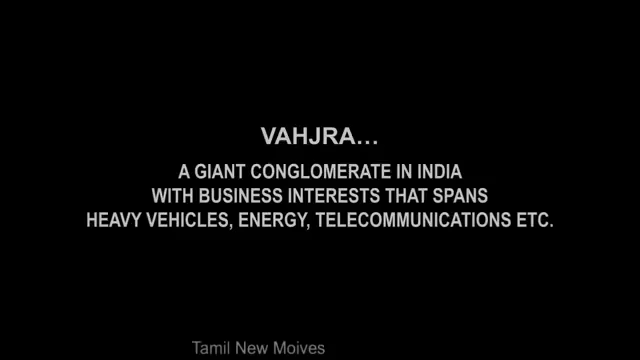 VAHJRA...
A GIANT CONGLOMERATE IN INDIA
WITH BUSINESS INTERESTS THAT SPANS
HEAVY VEHICLES, ENERGY, TELECOMMUNICATIONS ETC.
Tamil New Moives